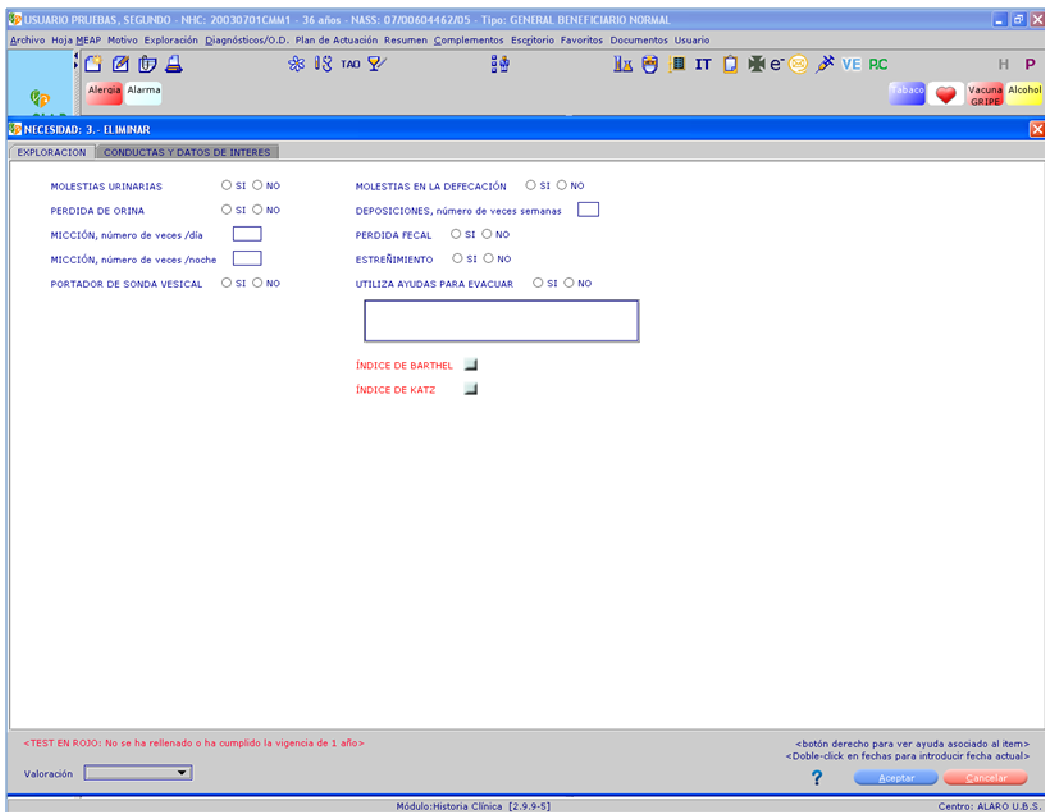 USUARIO PRUEBAS, SEGUNDO - NHC: 20030701CMM1 - 36 años - NASS: 07/00604462/05 - Tipo: GENERAL BENEFICIARIO NORMAL
Archivo Hoja MEAP Motivo Exploración Diagnósticos/O.D. Plan de Actuación Resumen Complementos Escritorio Favoritos Documentos Usuario
TAO IT e- VE P.C H P
Alergia Alarma Tabaco Vacuna GRIPE Alcohol
NECESIDAD: 3.- ELIMINAR
EXPLORACION CONDUCTAS Y DATOS DE INTERES
MOLESTIAS URINARIAS SI NO MOLESTIAS EN LA DEFECACIÓN SI NO
PERDIDA DE ORINA SI NO DEPOSICIONES, número de veces semanas
MICCIÓN, número de veces /día PERDIDA FECAL SI NO
MICCIÓN, número de veces /noche ESTREÑIMIENTO SI NO
PORTADOR DE SONDA VESICAL SI NO UTILIZA AYUDAS PARA EVACUAR SI NO
ÍNDICE DE BARTHEL
ÍNDICE DE KATZ
<TEST EN ROJO: No se ha rellenado o ha cumplido la vigencia de 1 año>
<botón derecho para ver ayuda asociado al item>
<Doble-click en fechas para introducir fecha actual>
Valoración ? Aceptar Cancelar
Módulo:Historia Clínica [2.9.9-5] Centro: ALARO U.B.S.